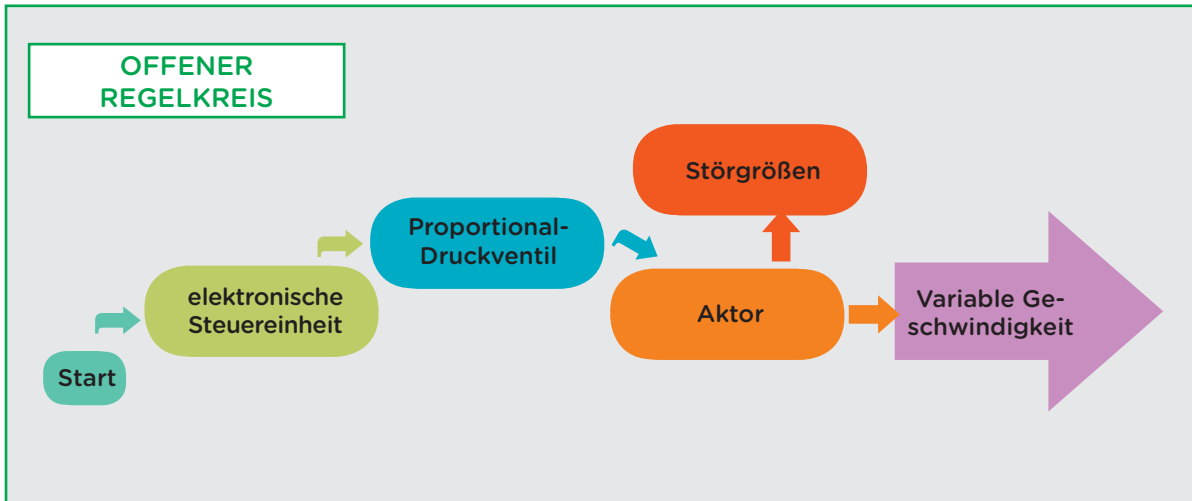 OFFENER
REGELKREIS
Störgrößen
Proportional-
Druckventil
elektronische
Steuereinheit
Aktor
Variable Ge-
schwindigkeit
Start